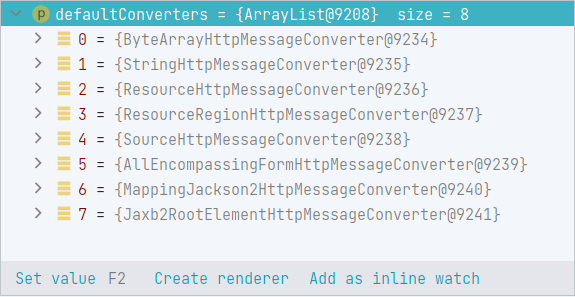 p defaultConverters = {ArrayList@9208} size = 8
0 = {ByteArrayHttpMessageConverter@9234}
1 = {StringHttpMessageConverter@9235}
2 = {ResourceHttpMessageConverter@9236}
3 = {ResourceRegionHttpMessageConverter@9237}
4 = {SourceHttpMessageConverter@9238}
5 = {AllEncompassingFormHttpMessageConverter@9239}
6 = {MappingJackson2HttpMessageConverter@9240}
7 = {Jaxb2RootElementHttpMessageConverter@9241}
Set value F2 Create renderer Add as inline watch